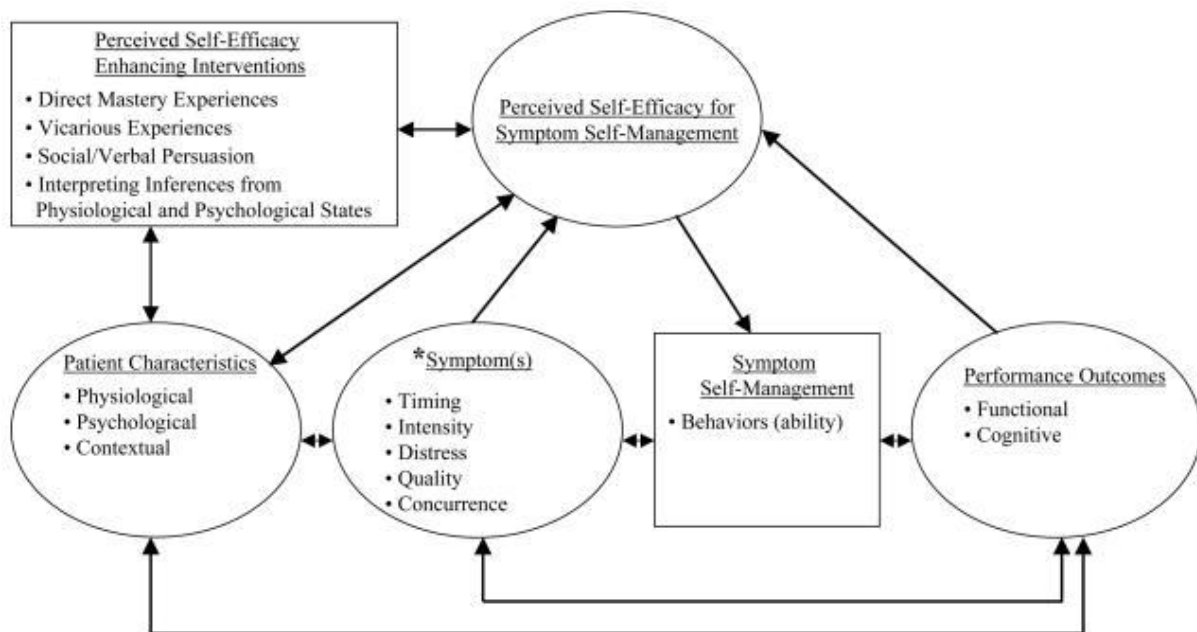 Perceived Self-Efficacy
Enhancing Interventions
• Direct Mastery Experiences
• Vicarious Experiences
• Social/Verbal Persuasion
• Interpreting Inferences from
Physiological and Psychological States
Perceived Self-Efficacy for
Symptom Self-Management
Patient Characteristics
• Physiological
• Psychological
• Contextual
*Symptom(s)
• Timing
• Intensity
• Distress
• Quality
• Concurrence
Symptom
Self-Management
• Behaviors (ability)
Performance Outcomes
• Functional
• Cognitive